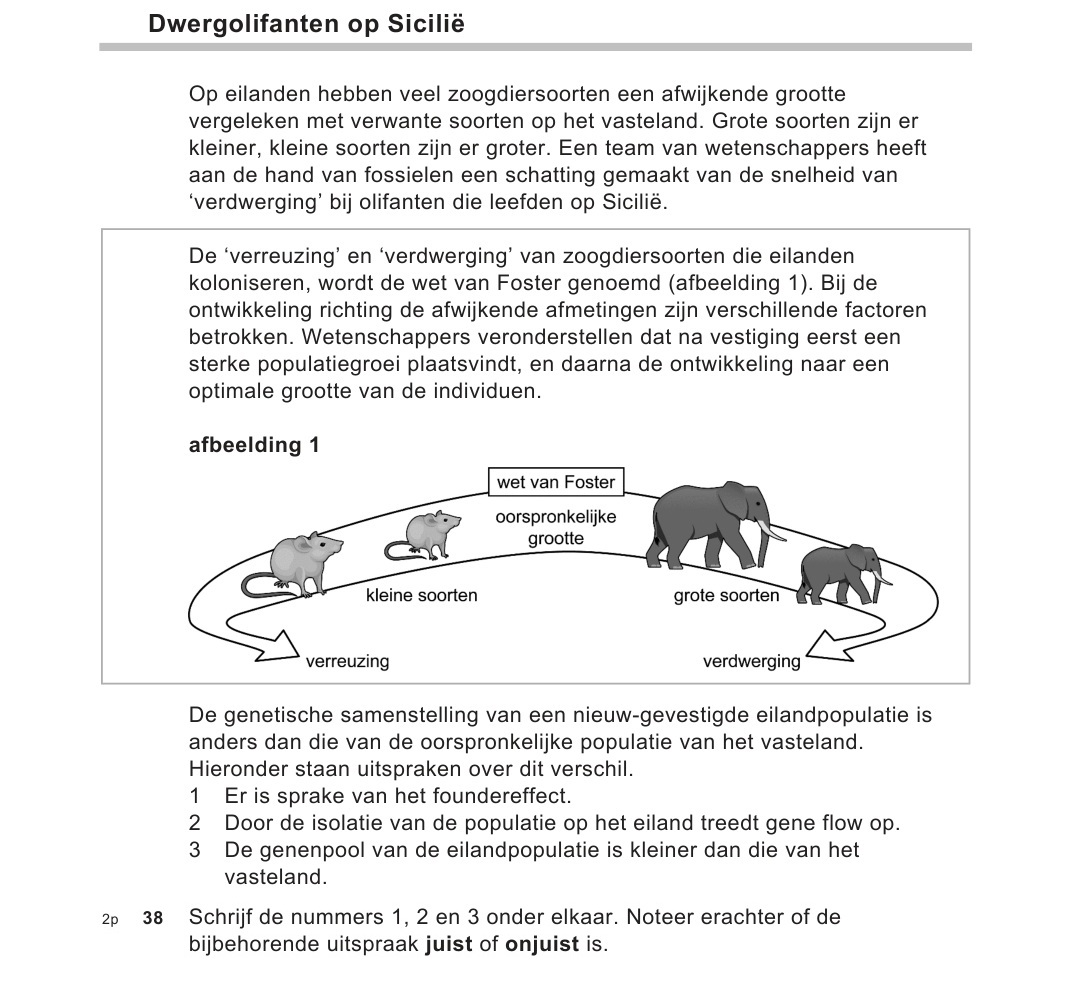 Dwergolifanten op Sicilië
Op eilanden hebben veel zoogdiersoorten een afwijkende grootte
vergeleken met verwante soorten op het vasteland. Grote soorten zijn er
kleiner, kleine soorten zijn er groter. Een team van wetenschappers heeft
aan de hand van fossielen een schatting gemaakt van de snelheid van
‘verdwerging’ bij olifanten die leefden op Sicilië.
De ‘verreuzing’ en ‘verdwerging’ van zoogdiersoorten die eilanden
koloniseren, wordt de wet van Foster genoemd (afbeelding 1). Bij de
ontwikkeling richting de afwijkende afmetingen zijn verschillende factoren
betrokken. Wetenschappers veronderstellen dat na vestiging eerst een
sterke populatiegroei plaatsvindt, en daarna de ontwikkeling naar een
optimale grootte van de individuen.
afbeelding 1
wet van Foster
oorspronkelijke
grootte
kleine soorten
grote soorten
verreuzing
verdwerging
De genetische samenstelling van een nieuw-gevestigde eilandpopulatie is
anders dan die van de oorspronkelijke populatie van het vasteland.
Hieronder staan uitspraken over dit verschil.
1 Er is sprake van het foundereffect.
2 Door de isolatie van de populatie op het eiland treedt gene flow op.
3 De genenpool van de eilandpopulatie is kleiner dan die van het
vasteland.
2p 38 Schrijf de nummers 1, 2 en 3 onder elkaar. Noteer erachter of de
bijbehorende uitspraak juist of onjuist is.